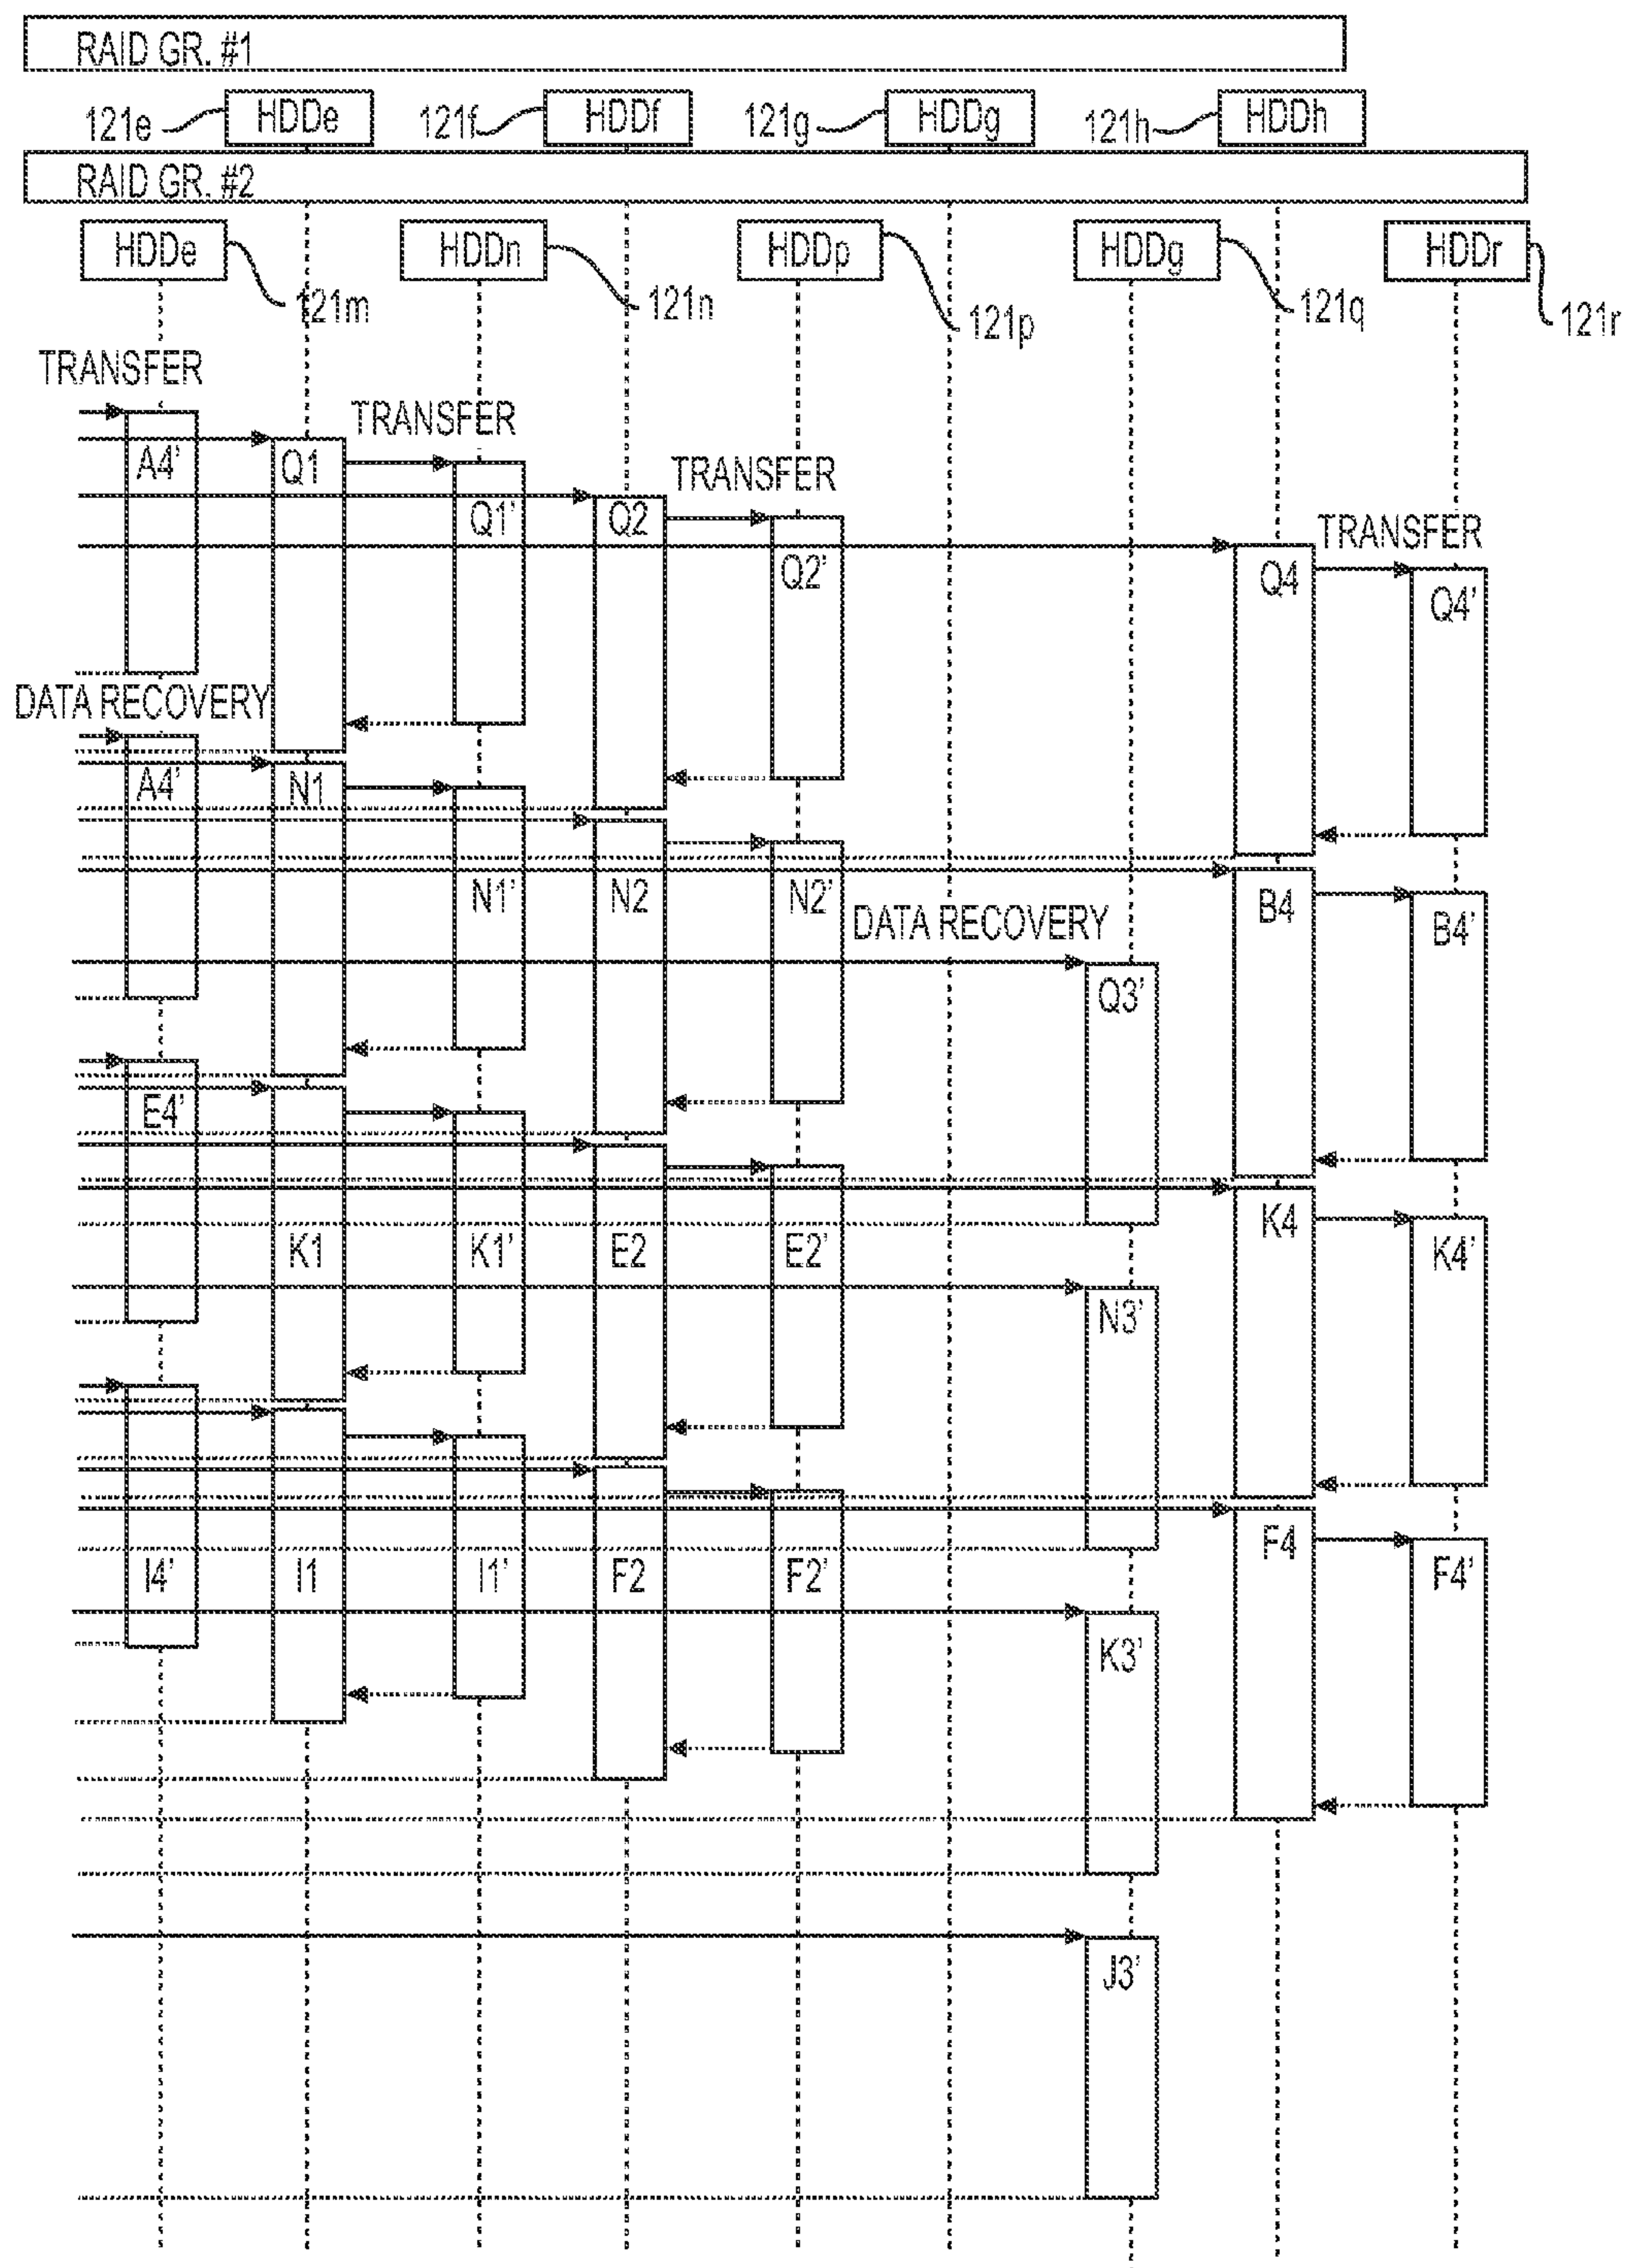 RAID GR. #1
121e HDDe 121f HDDf 121g HDDg 121h HDDh
RAID GR. #2
HDDe HDDn HDDp HDDg HDDr
121m 121n 121p 121q 121r
TRANSFER
TRANSFER
A4' Q1
TRANSFER
Q1' Q2
TRANSFER
Q2' Q4
Q4'
DATA RECOVERY
A4' N1
N1' N2 N2' B4
DATA RECOVERY B4'
Q3'
E4'
K4
K1 K1' E2 E2' K4'
N3'
F4
I4' I1 I1' F2 F2' F4'
K3'
J3'